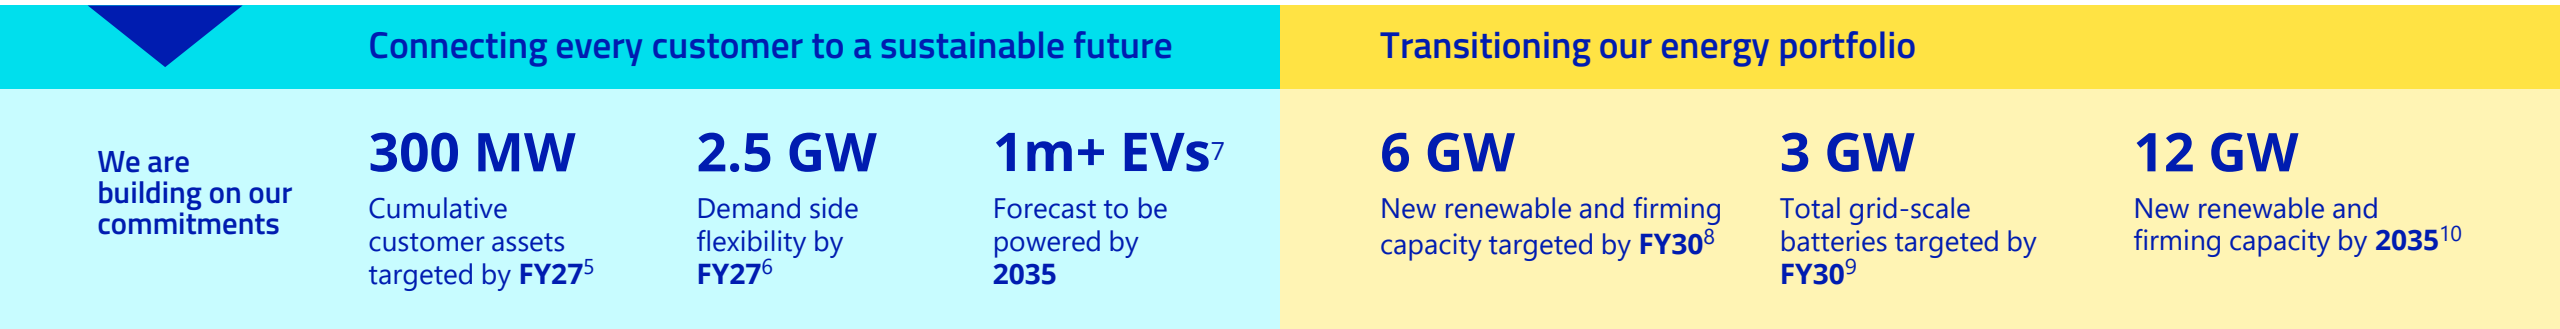 Connecting every customer to a sustainable future
Transitioning our energy portfolio
We are
building on our
commitments
300 MW
Cumulative
customer assets
targeted by FY27⁵
2.5 GW
Demand side
flexibility by
FY27⁶
1m+ EVs⁷
Forecast to be
powered by
2035
6 GW
New renewable and firming
capacity targeted by FY30⁸
3 GW
Total grid-scale
batteries targeted by
FY30⁹
12 GW
New renewable and
firming capacity by 2035¹⁰